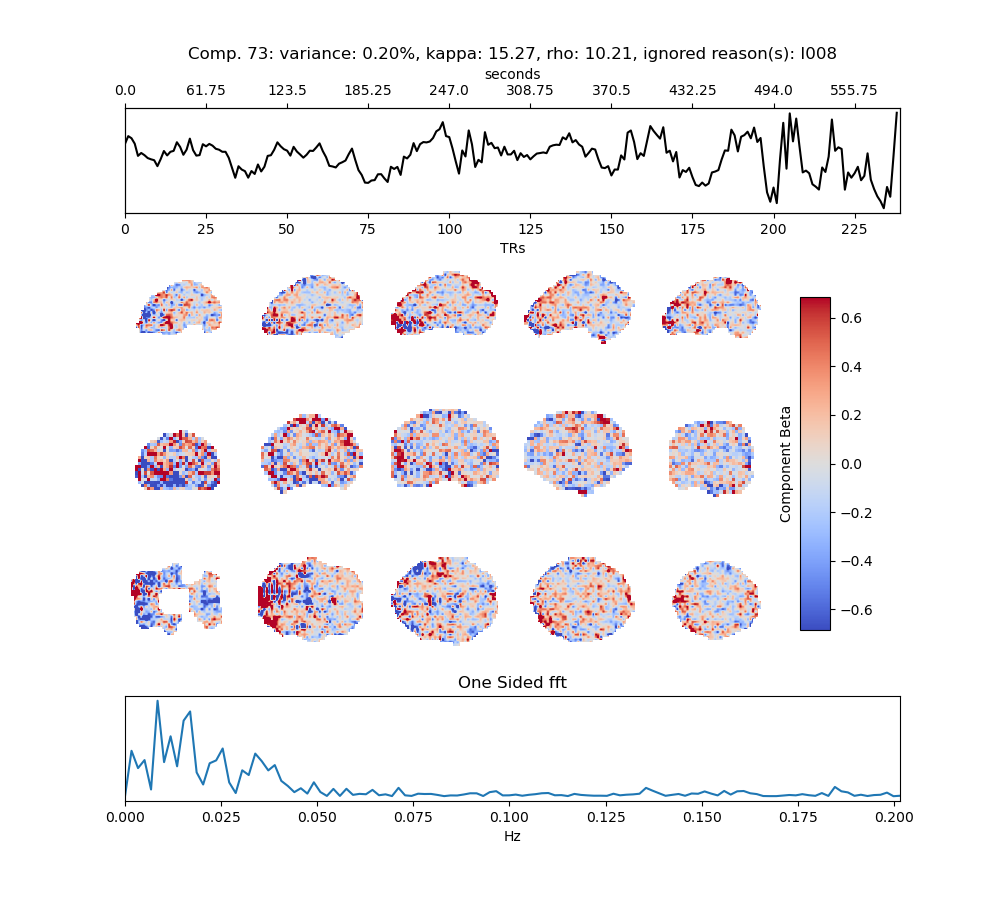 Comp. 73: variance: 0.20%, kappa: 15.27, rho: 10.21, ignored reason(s): I008
seconds
0.0 61.75 123.5 185.25 247.0 308.75 370.5 432.25 494.0 555.75
0 25 50 75 100 125 150 175 200 225
TRs
0.6
0.4
0.2
0.0
−0.2
−0.4
−0.6
Component Beta
One Sided fft
0.000 0.025 0.050 0.075 0.100 0.125 0.150 0.175 0.200
Hz